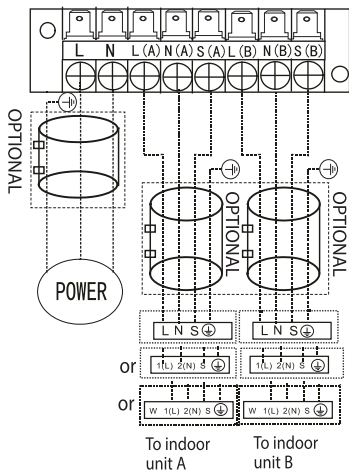 L N L(A) N(A) S(A) L(B) N(B) S(B)
OPTIONAL
OPTIONAL
OPTIONAL
POWER
L N S
L N S
or
1(L) 2(N) S
1(L) 2(N) S
or
W 1(L) 2(N) S
W 1(L) 2(N) S
To indoor
unit A
To indoor
unit B